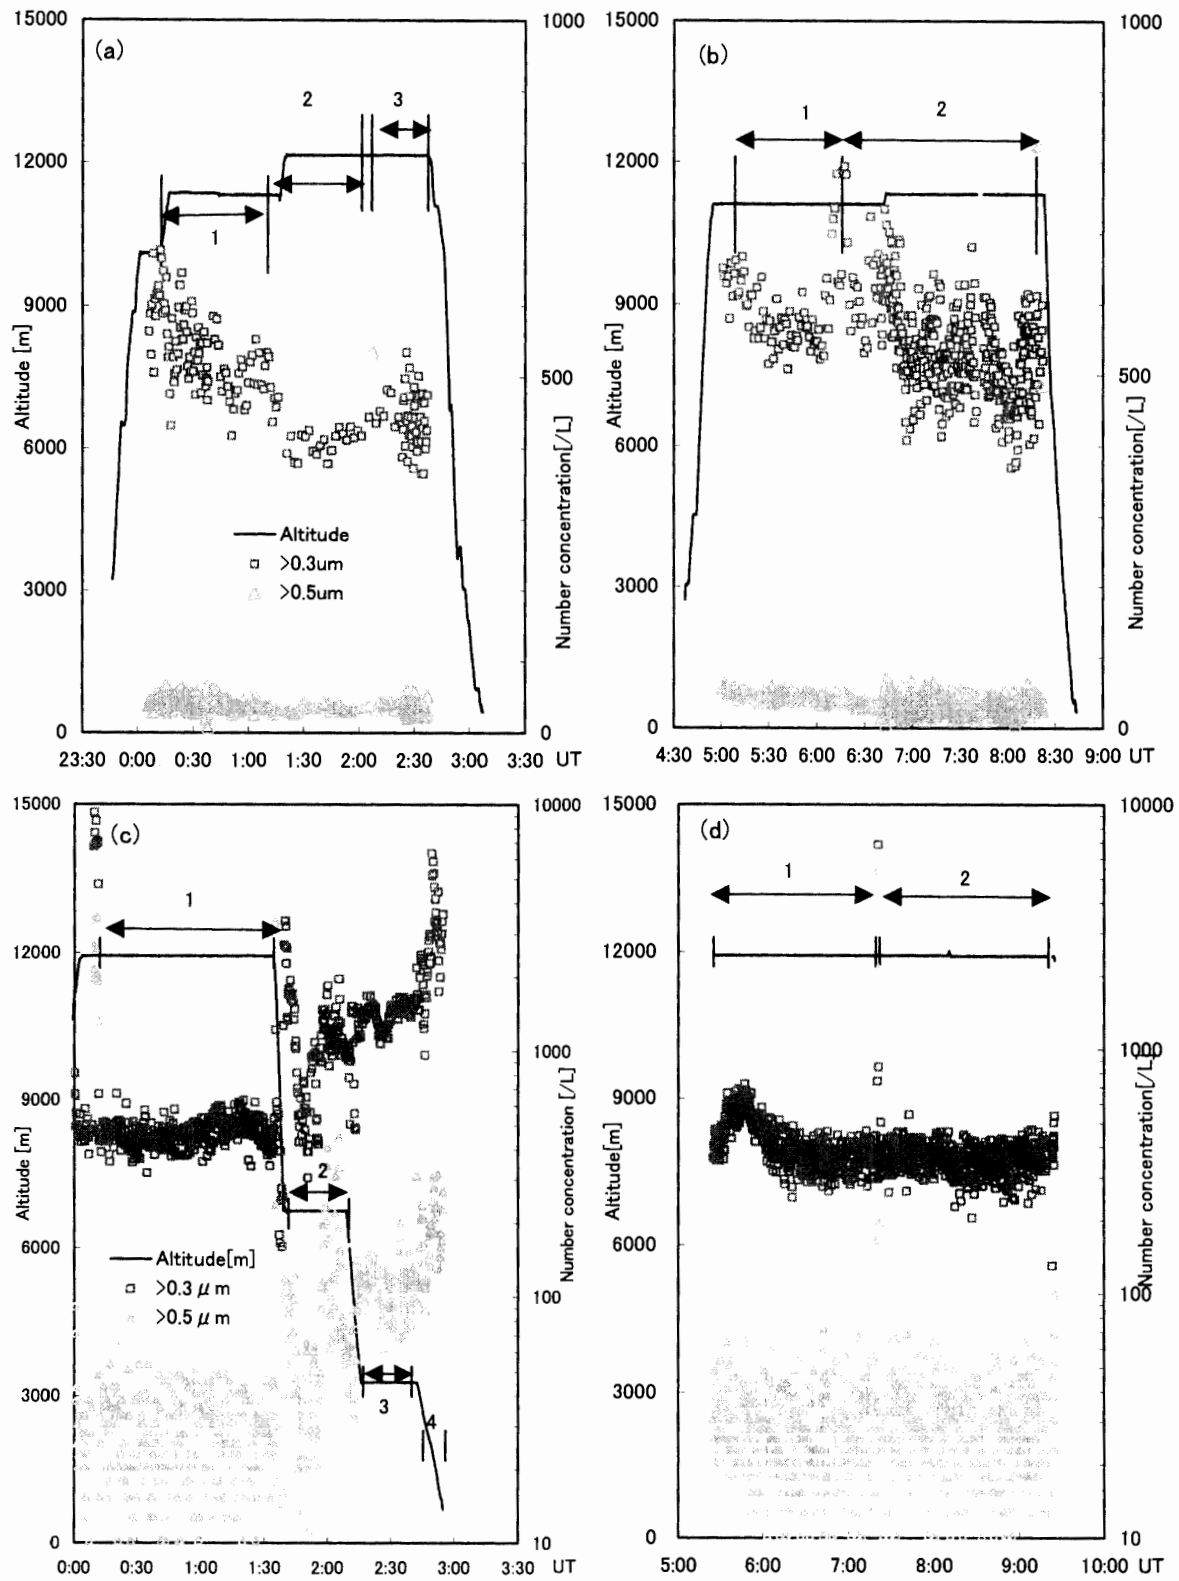 15000
12000
9000
6000
3000
0
Altitude [m]
(a)
1
2
3
Altitude
>0.3um
>0.5um
1000
500
0
Number concentration[/L]
23:30 0:00 0:30 1:00 1:30 2:00 2:30 3:00 3:30 UT
15000
12000
9000
6000
3000
0
Altitude [m]
(b)
1
2
1000
500
0
Number concentration[/L]
4:30 5:00 5:30 6:00 6:30 7:00 7:30 8:00 8:30 9:00 UT
15000
12000
9000
6000
3000
0
Altitude [m]
(c)
1
2
3
4
Altitude[m]
>0.3 μ m
>0.5 μ m
10000
1000
100
10
Number concentration [/L]
0:00 0:30 1:00 1:30 2:00 2:30 3:00 3:30 UT
15000
12000
9000
6000
3000
0
Altitude[m]
(d)
1
2
10000
1000
100
10
Number concentration[/L]
5:00 6:00 7:00 8:00 9:00 10:00 UT